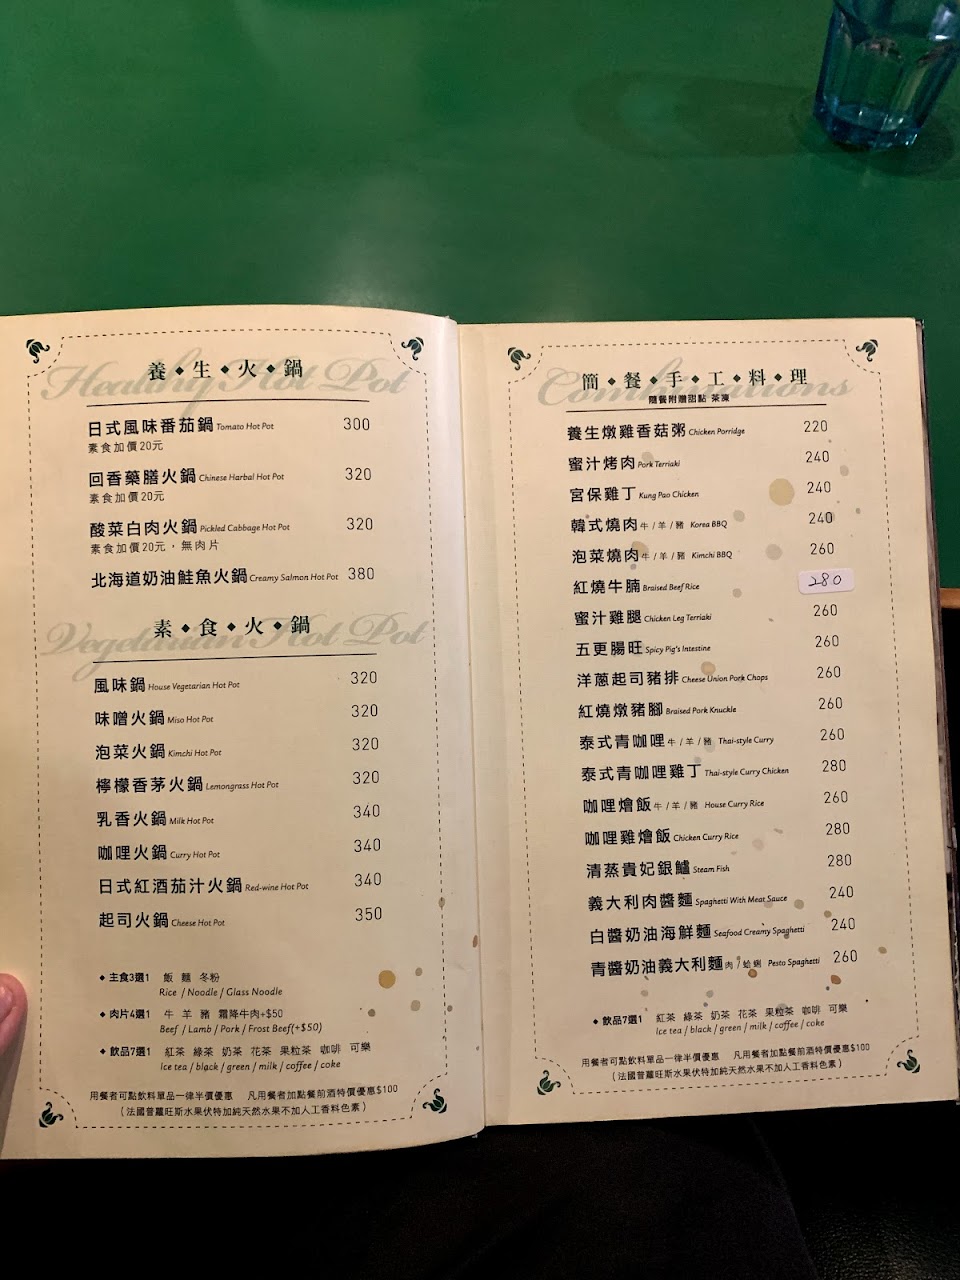 養◆生◆火◆鍋
Healthy Hot Pot
日式風味番茄鍋 Tomato Hot Pot 300
素食加價20元
回香藥膳火鍋 Chinese Harbal Hot Pot 320
素食加價20元
酸菜白肉火鍋 Pickled Cabbage Hot Pot 320
素食加價20元，無肉片
北海道奶油鮭魚火鍋 Creamy Salmon Hot Pot 380
素◆食◆火◆鍋
Vegetauan Hot Pot
風味鍋 House Vegetarian Hot Pot 320
味噌火鍋 Miso Hot Pot 320
泡菜火鍋 Kimchi Hot Pot 320
檸檬香茅火鍋 Lemongrass Hot Pot 320
乳香火鍋 Milk Hot Pot 340
咖哩火鍋 Curry Hot Pot 340
日式紅酒茄汁火鍋 Red-wine Hot Pot 340
起司火鍋 Cheese Hot Pot 350
◆ 主食3選1 飯 麵 冬粉
Rice / Noodle / Glass Noodle
◆ 肉片4選1 牛 羊 豬 霜降牛肉+$50
Beef / Lamb / Pork / Frost Beef(+$50)
◆ 飲品7選1 紅茶 綠茶 奶茶 花茶 果粒茶 咖啡 可樂
Ice tea / black / green / milk / coffee / coke
用餐者可點飲料單品一律半價優惠 凡用餐者加點餐前酒特價優惠$100
（法國普羅旺斯水果伏特加純天然水果不加人工香料色素）
簡◆餐◆手◆工◆料◆理
Combinations
隨餐附贈甜點 茶凍
養生燉雞香菇粥 Chicken Porridge 220
蜜汁烤肉 Pork Terriaki 240
宮保雞丁 Kung Pao Chicken 240
韓式燒肉 牛 / 羊 / 豬 Korea BBQ 240
泡菜燒肉 牛 / 羊 / 豬 Kimchi BBQ 260
紅燒牛腩 Braised Beef Rice 280
蜜汁雞腿 Chicken Leg Terriaki 260
五更腸旺 Spicy Pig's Intestine 260
洋蔥起司豬排 Cheese Union Pork Chops 260
紅燒燉豬腳 Braised Pork Knuckle 260
泰式青咖哩 牛 / 羊 / 豬 Thai-style Curry 260
泰式青咖哩雞丁 Thai-style Curry Chicken 280
咖哩燴飯 牛 / 羊 / 豬 House Curry Rice 260
咖哩雞燴飯 Chicken Curry Rice 280
清蒸貴妃銀鱸 Steam Fish 280
義大利肉醬麵 Spaghetti With Meat Sauce 240
白醬奶油海鮮麵 Seafood Creamy Spaghetti 240
青醬奶油義大利麵 肉 / 蛤蜊 Pesto Spaghetti 260
◆ 飲品7選1 紅茶 綠茶 奶茶 花茶 果粒茶 咖啡 可樂
Ice tea / black / green / milk / coffee / coke
用餐者可點飲料單品一律半價優惠 凡用餐者加點餐前酒特價優惠$100
（法國普羅旺斯水果伏特加純天然水果不加人工香料色素）